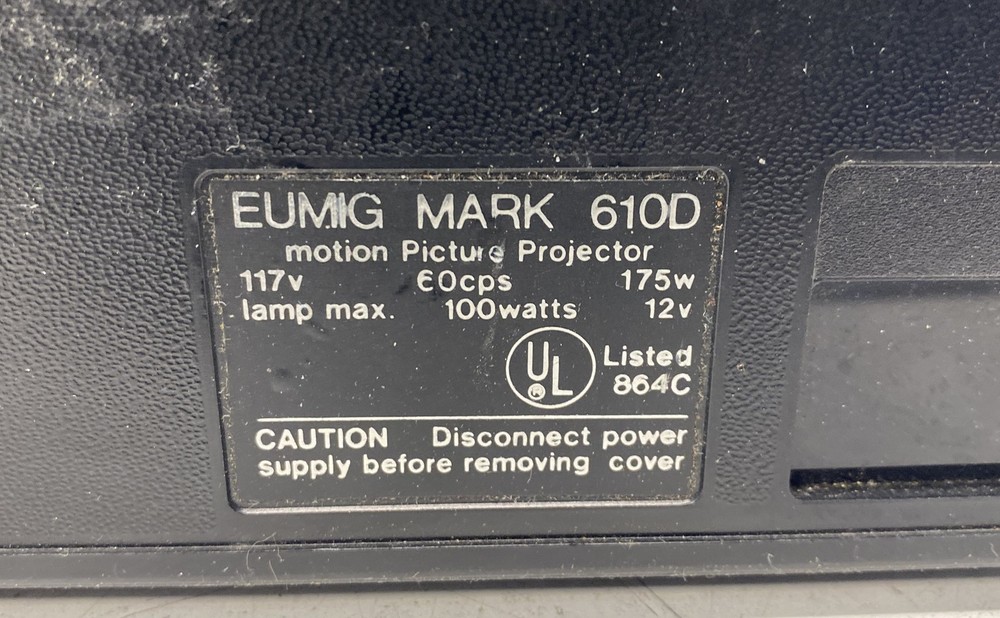 EUMIG MARK 610D
motion Picture Projector
117v 60cps 175w
lamp max. 100watts 12v
UL® Listed
864C
CAUTION Disconnect power
supply before removing cover